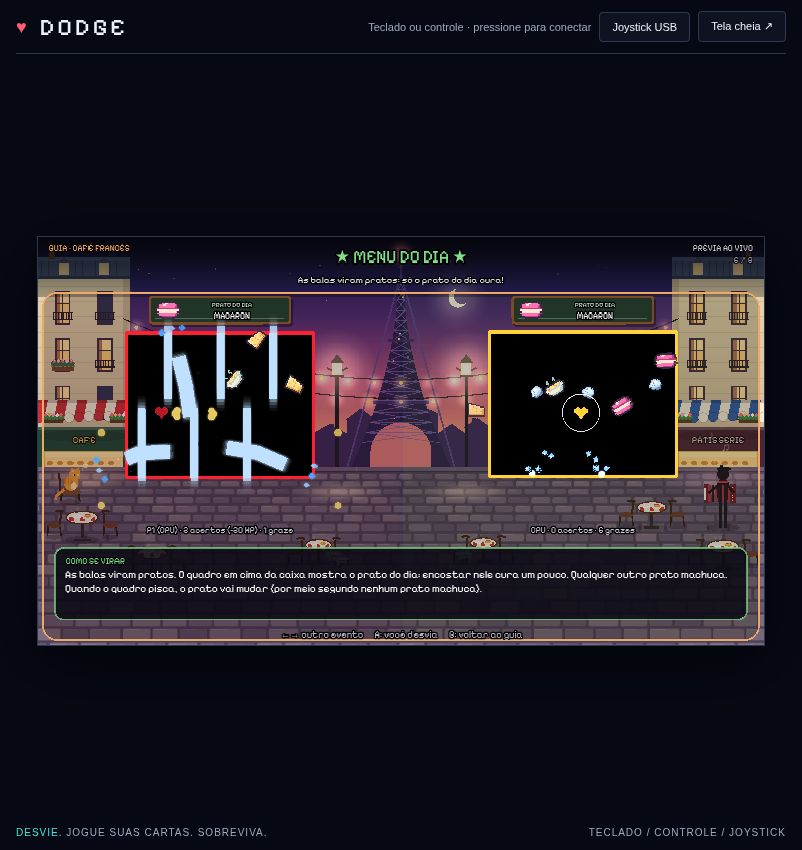 ♥ DODGE
Teclado ou controle · pressione para conectar
Joystick USB
Tela cheia ↗
GUIA · CAFÉ FRANCÊS
★ MENU DO DIA ★
PRÉVIA AO VIVO
As balas viram pratos: só o prato do dia cura!
PRATO DO DIA
MACARON
PRATO DO DIA
MACARON
CAFÉ
PATISSERIE
P1 (CPU) · 2 acertos (-20 HP) · 1 graze
CPU · 0 acertos · 6 grazes
COMO SE VIRAR
As balas viram pratos. O quadro em cima da caixa mostra o prato do dia: encostar nele cura um pouco. Qualquer outro prato machuca.
Quando o quadro pisca, o prato vai mudar (por meio segundo nenhum prato machuca).
outro evento A: você desvia B: voltar ao guia
DESVIE. JOGUE SUAS CARTAS. SOBREVIVA.
TECLADO / CONTROLE / JOYSTICK